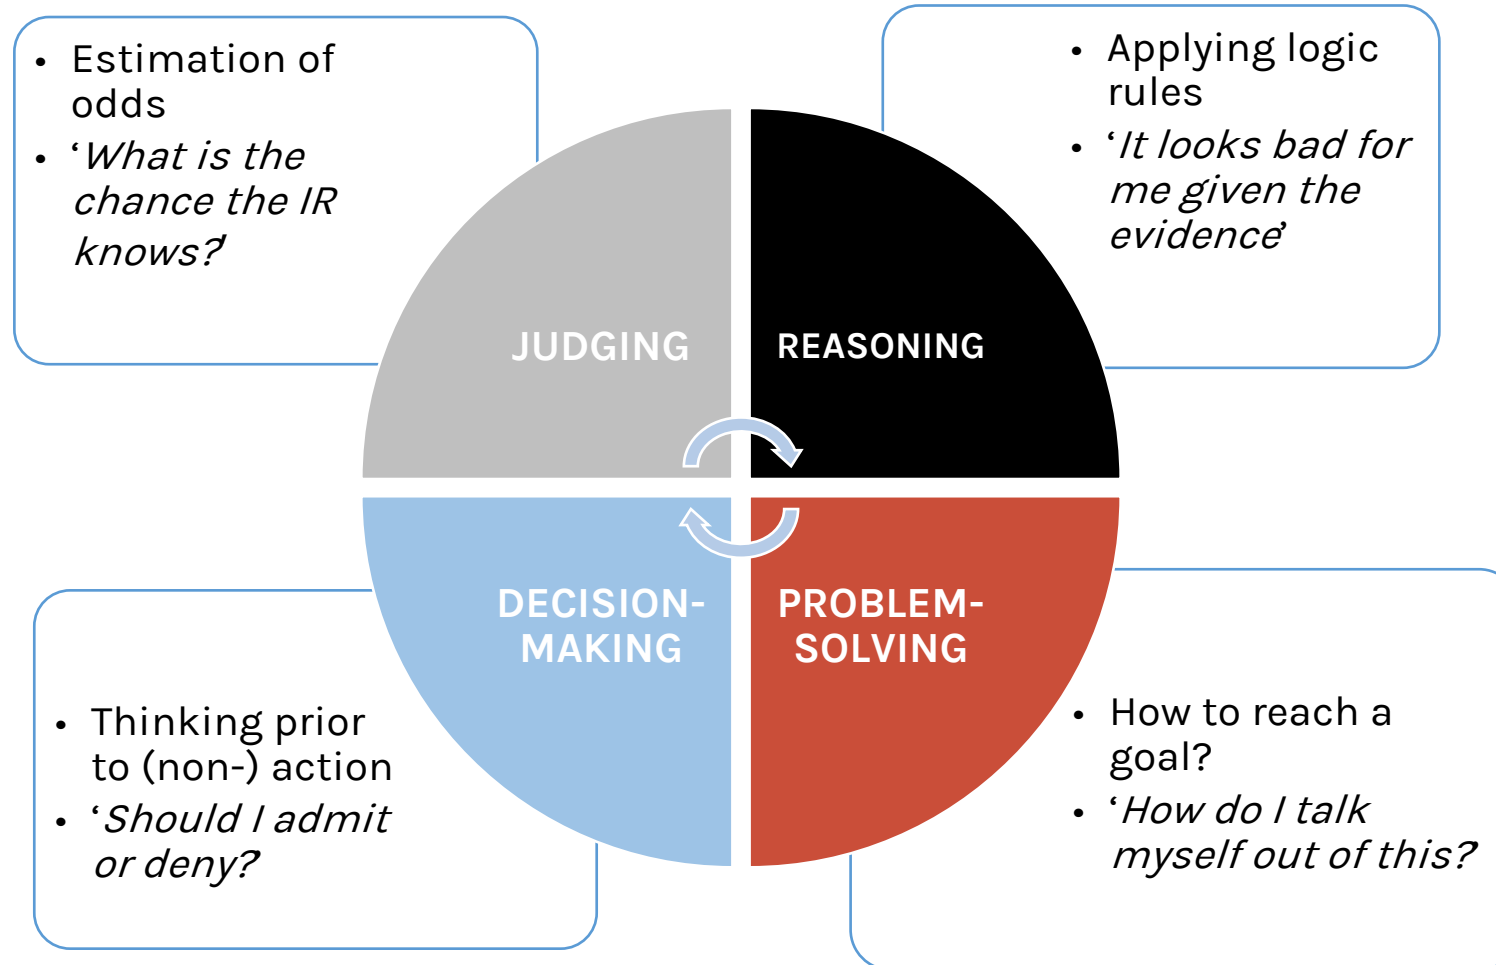 • Estimation of
odds
• ‘What is the
chance the IR
knows?’
• Applying logic
rules
• ‘It looks bad for
me given the
evidence’
JUDGING
REASONING
DECISION-
MAKING
PROBLEM-
SOLVING
• Thinking prior
to (non-) action
• ‘Should I admit
or deny?’
• How to reach a
goal?
• ‘How do I talk
myself out of this?’